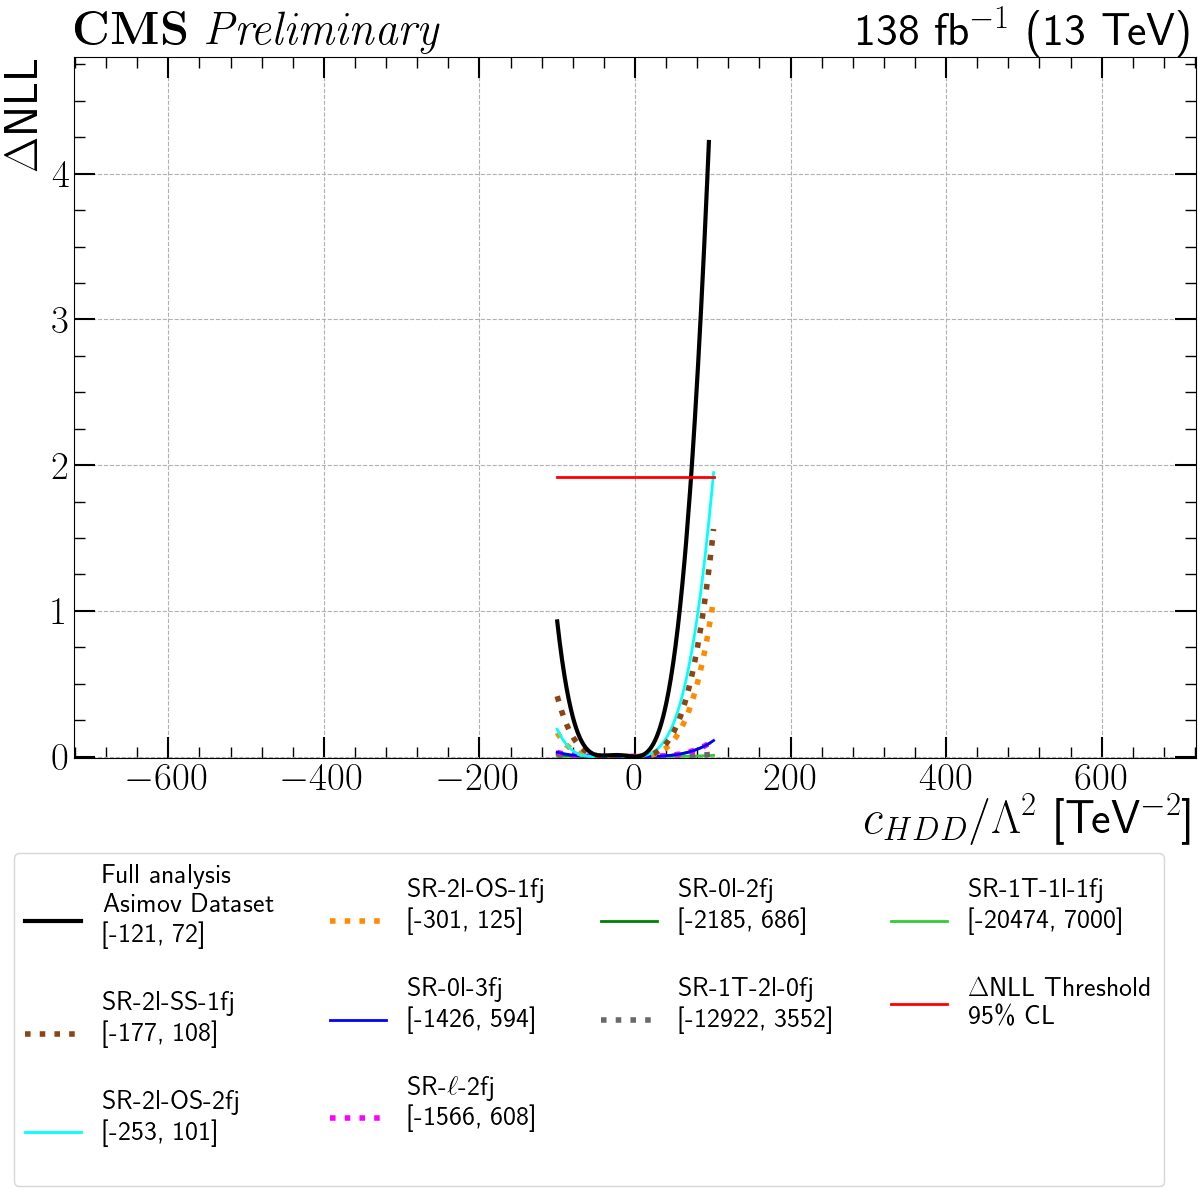 CMS Preliminary
138 fb⁻¹ (13 TeV)
ΔNLL
4
3
2
1
0
−600 −400 −200 0 200 400 600
c_HDD/Λ² [TeV⁻²]
Full analysis
Asimov Dataset
[-121, 72]
SR-2l-SS-1fj
[-177, 108]
SR-2l-OS-2fj
[-253, 101]
SR-2l-OS-1fj
[-301, 125]
SR-0l-3fj
[-1426, 594]
SR-ℓ-2fj
[-1566, 608]
SR-0l-2fj
[-2185, 686]
SR-1T-2l-0fj
[-12922, 3552]
SR-1T-1l-1fj
[-20474, 7000]
ΔNLL Threshold
95% CL